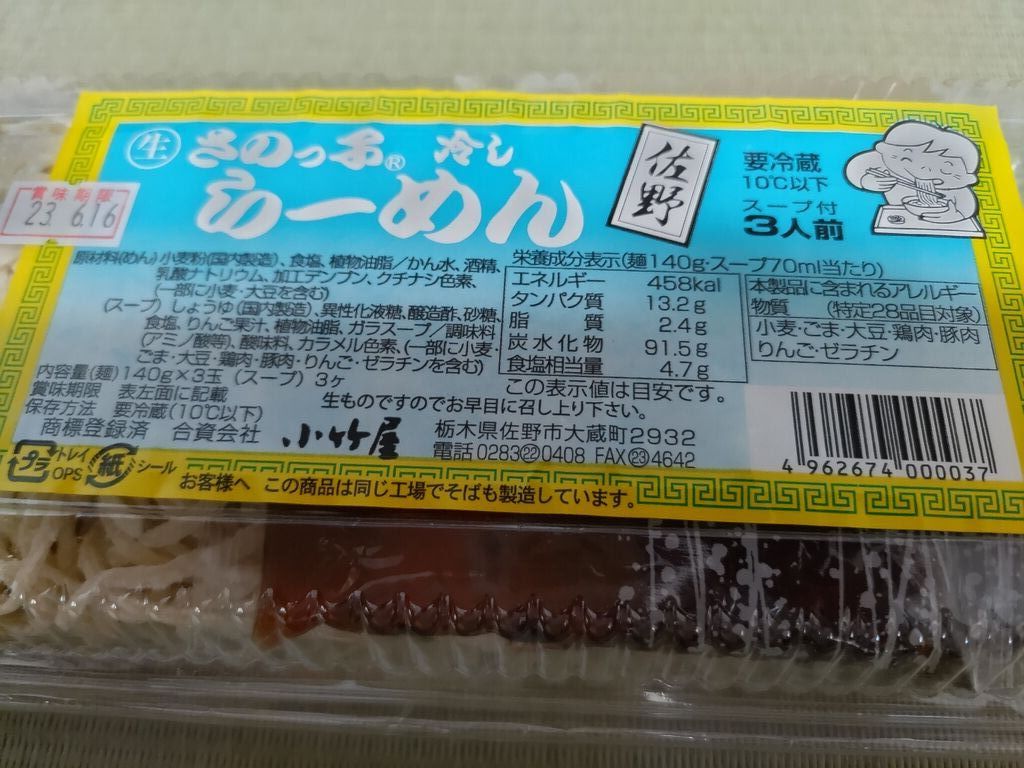 生 さのっ子® 冷し
らーめん
佐野
要冷蔵
10℃以下
スープ付
3人前
賞味期限
23. 6.16
原材料(めん)小麦粉(国内製造)、食塩、植物油脂/かん水、酒精、
乳酸ナトリウム、加工デンプン、クチナシ色素、
(一部に小麦・大豆を含む)
(スープ)しょうゆ(国内製造)、異性化液糖、醸造酢、砂糖、
食塩、りんご果汁、植物油脂、ガラスープ/調味料
(アミノ酸等)、酸味料、カラメル色素、(一部に小麦・
ごま・大豆・鶏肉・豚肉・りんご・ゼラチンを含む)
内容量(麺)140g×3玉 (スープ)3ヶ
賞味期限 表左面に記載
保存方法 要冷蔵(10℃以下)
商標登録済 合資会社 小竹屋
栄養成分表示(麺140g・スープ70ml当たり)
エネルギー 458kal
タンパク質 13.2g
脂質 2.4g
炭水化物 91.5g
食塩相当量 4.7g
本製品に含まれるアレルギー
物質 (特定28品目対象)
小麦・ごま・大豆・鶏肉・豚肉
りんご・ゼラチン
この表示値は目安です。
生ものですのでお早目に召し上り下さい。
栃木県佐野市大蔵町2932
電話0283㉒0408 FAX㉓4642
4 962674 000037
プラ トレイ OPS 紙 シール
お客様へ この商品は同じ工場でそばも製造しています。